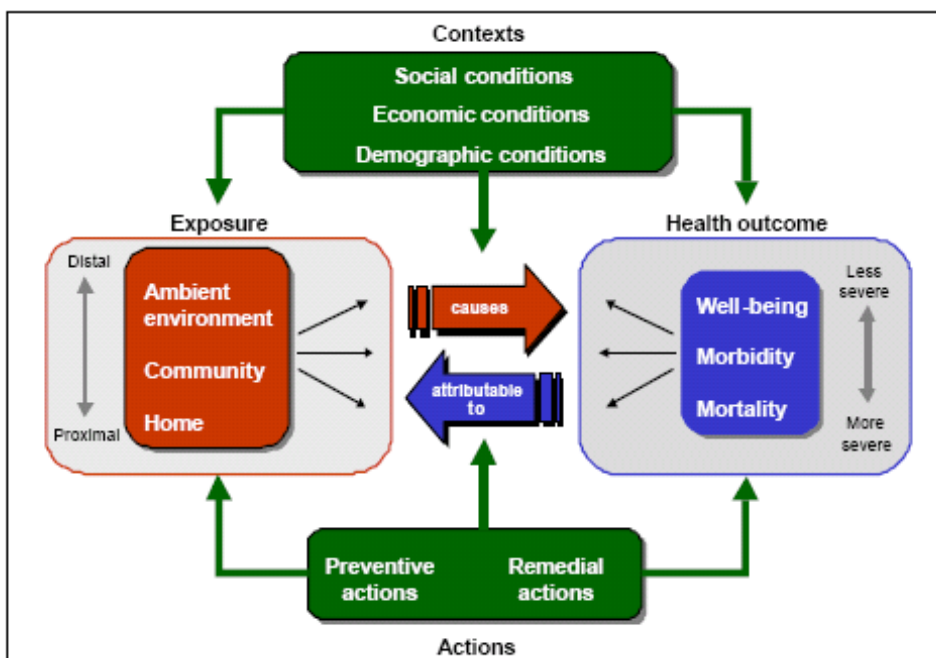 Contexts
Social conditions
Economic conditions
Demographic conditions
Exposure
Health outcome
Distal
Proximal
Ambient
environment
Community
Home
causes
attributable
to
Well-being
Morbidity
Mortality
Less
severe
More
severe
Preventive
actions
Remedial
actions
Actions